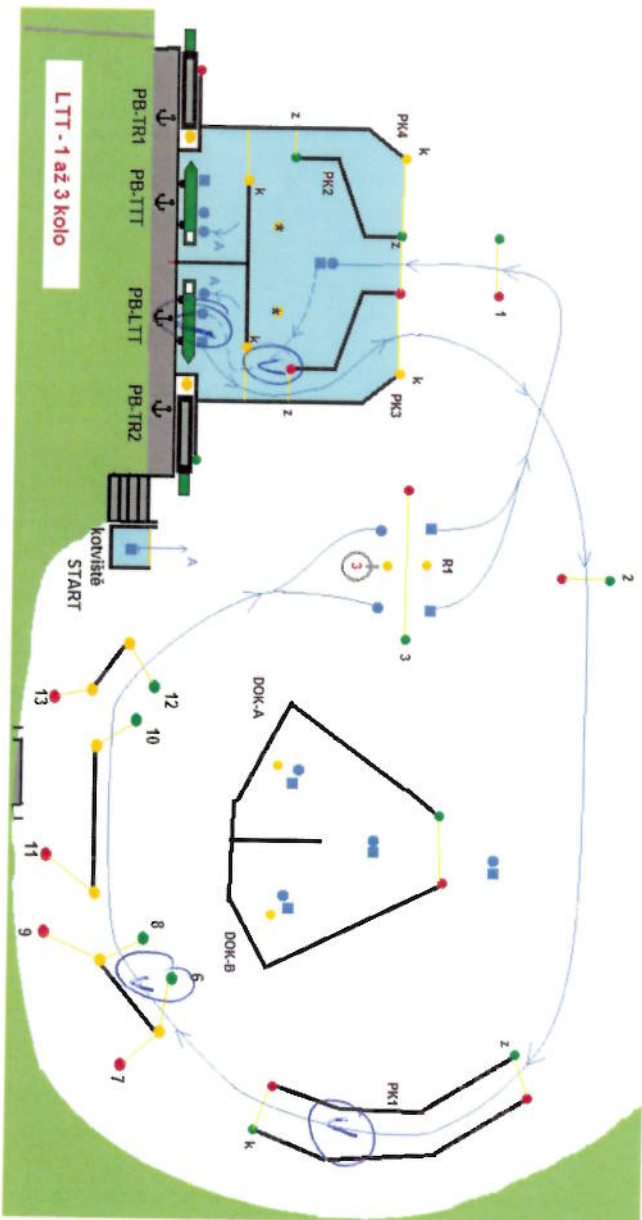 LTT - 1 až 3 kolo
PB-TR1
PB-TTT
PB-LTT
PB-TR2
kotviště
START
A
PK4
k
z
PK2
k
z
A
A
k
z
PK3
k
1
2
R1
3
3
DOK-A
DOK-B
z
PK1
k
12
13
10
11
8
9
6
7